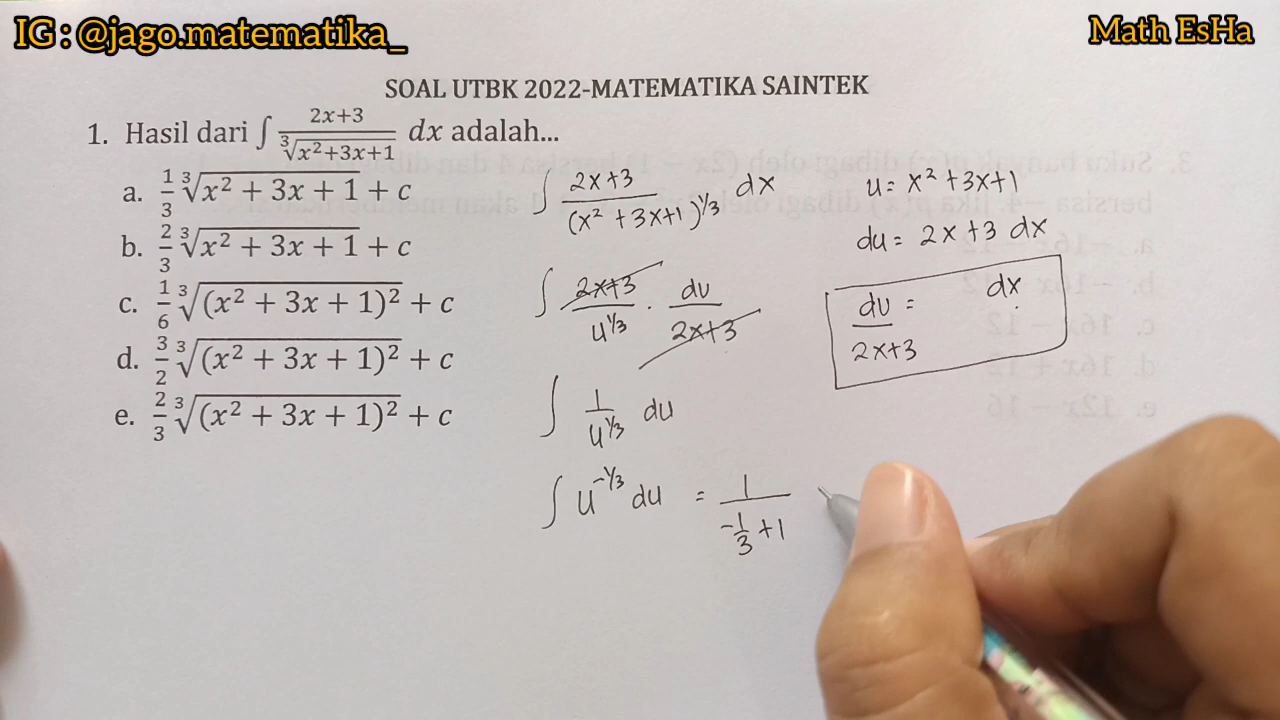 IG : @jago.matematika_
Math EsHa
SOAL UTBK 2022-MATEMATIKA SAINTEK
1. Hasil dari ∫ (2x+3)/∛(x²+3x+1) dx adalah...
a. 1/3 ∛(x² + 3x + 1) + c
b. 2/3 ∛(x² + 3x + 1) + c
c. 1/6 ∛((x² + 3x + 1)²) + c
d. 3/2 ∛((x² + 3x + 1)²) + c
e. 2/3 ∛((x² + 3x + 1)²) + c
∫ (2x+3)/(x²+3x+1)^(1/3) dx
∫ (2x+3)/u^(1/3) · du/(2x+3)
∫ 1/u^(1/3) du
∫ u^(-1/3) du = 1/(-1/3 +1)
u = x² +3x+1
du = 2x+3 dx
du/(2x+3) = dx